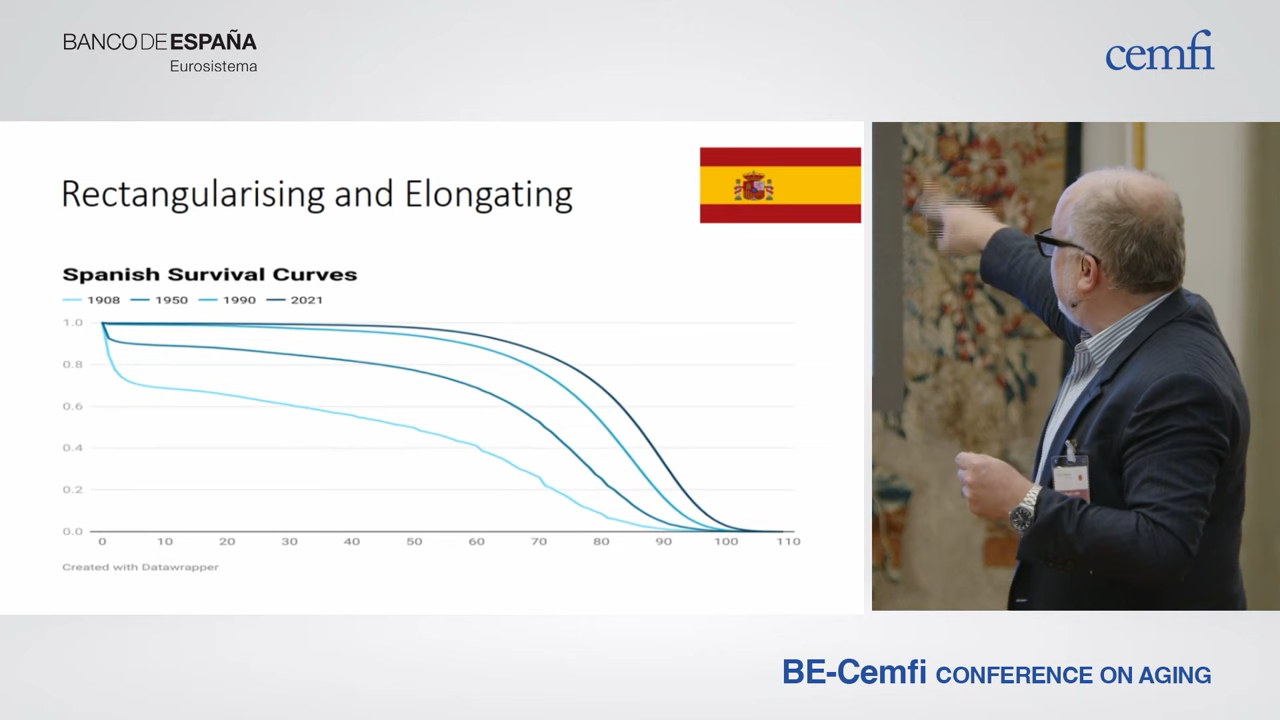 BANCO DE ESPAÑA
Eurosistema
cemfi
Rectangularising and Elongating
Spanish Survival Curves
1908 1950 1990 2021
1.0
0.8
0.6
0.4
0.2
0.0
0 10 20 30 40 50 60 70 80 90 100 110
Created with Datawrapper
BE-Cemfi CONFERENCE ON AGING